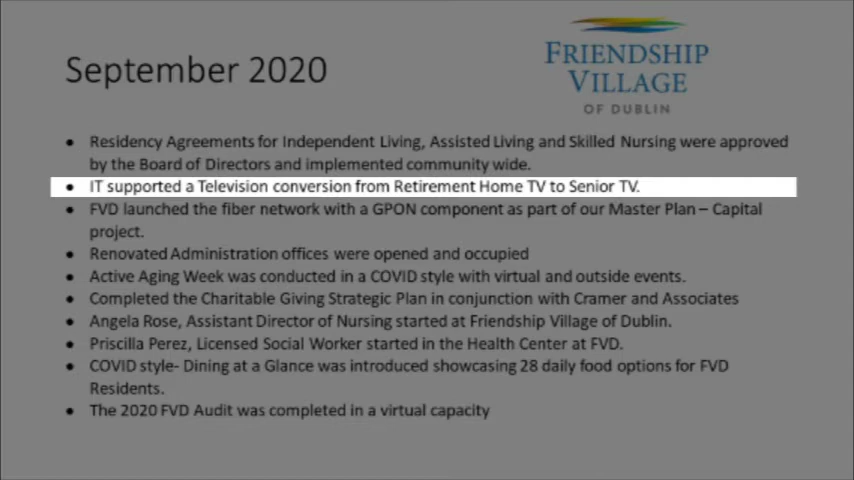 FRIENDSHIP
VILLAGE
OF DUBLIN
September 2020
• Residency Agreements for Independent Living, Assisted Living and Skilled Nursing were approved
by the Board of Directors and implemented community wide.
• IT supported a Television conversion from Retirement Home TV to Senior TV.
• FVD launched the fiber network with a GPON component as part of our Master Plan – Capital
project.
• Renovated Administration offices were opened and occupied
• Active Aging Week was conducted in a COVID style with virtual and outside events.
• Completed the Charitable Giving Strategic Plan in conjunction with Cramer and Associates
• Angela Rose, Assistant Director of Nursing started at Friendship Village of Dublin.
• Priscilla Perez, Licensed Social Worker started in the Health Center at FVD.
• COVID style- Dining at a Glance was introduced showcasing 28 daily food options for FVD
Residents.
• The 2020 FVD Audit was completed in a virtual capacity